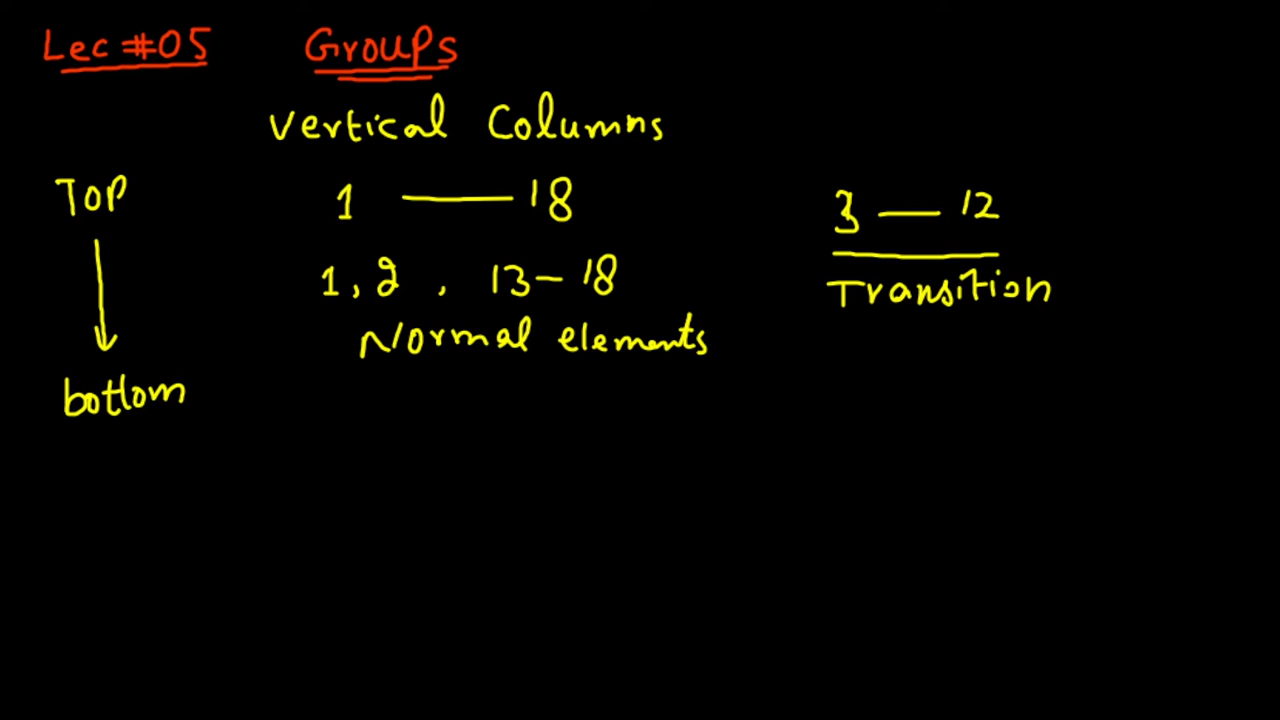 Lec #05 Groups
Vertical Columns
Top 1 — 18
3 — 12
1, 2, 13 - 18
Transition
Normal elements
bottom